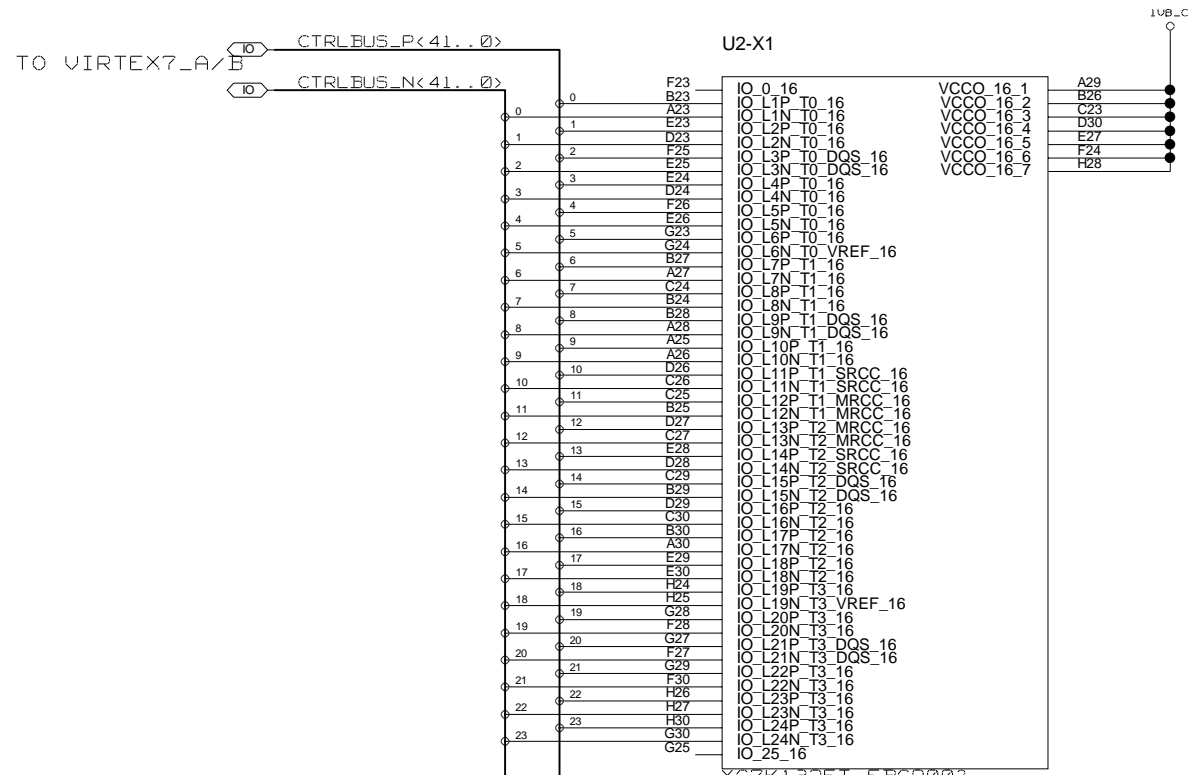 1V8_C
CTRLBUS_P<41..0>
IO
TO VIRTEX7_A/B
CTRLBUS_N<41..0>
IO
U2-X1
F23 IO_0_16 VCCO_16_1 A29
0 B23 IO_L1P_T0_16 VCCO_16_2 B26
0 A23 IO_L1N_T0_16 VCCO_16_3 C23
1 E23 IO_L2P_T0_16 VCCO_16_4 D30
1 D23 IO_L2N_T0_16 VCCO_16_5 E27
2 F25 IO_L3P_T0_DQS_16 VCCO_16_6 F24
2 E25 IO_L3N_T0_DQS_16 VCCO_16_7 H28
3 E24 IO_L4P_T0_16
3 D24 IO_L4N_T0_16
4 F26 IO_L5P_T0_16
4 E26 IO_L5N_T0_16
5 G23 IO_L6P_T0_16
5 G24 IO_L6N_T0_VREF_16
6 B27 IO_L7P_T1_16
6 A27 IO_L7N_T1_16
7 C24 IO_L8P_T1_16
7 B24 IO_L8N_T1_16
8 B28 IO_L9P_T1_DQS_16
8 A28 IO_L9N_T1_DQS_16
9 A25 IO_L10P_T1_16
9 A26 IO_L10N_T1_16
10 D26 IO_L11P_T1_SRCC_16
10 C26 IO_L11N_T1_SRCC_16
11 C25 IO_L12P_T1_MRCC_16
11 B25 IO_L12N_T1_MRCC_16
12 D27 IO_L13P_T2_MRCC_16
12 C27 IO_L13N_T2_MRCC_16
13 E28 IO_L14P_T2_SRCC_16
13 D28 IO_L14N_T2_SRCC_16
14 C29 IO_L15P_T2_DQS_16
14 B29 IO_L15N_T2_DQS_16
15 D29 IO_L16P_T2_16
15 C30 IO_L16N_T2_16
16 B30 IO_L17P_T2_16
16 A30 IO_L17N_T2_16
17 E29 IO_L18P_T2_16
17 E30 IO_L18N_T2_16
18 H24 IO_L19P_T3_16
18 H25 IO_L19N_T3_VREF_16
19 G28 IO_L20P_T3_16
19 F28 IO_L20N_T3_16
20 G27 IO_L21P_T3_DQS_16
20 F27 IO_L21N_T3_DQS_16
21 G29 IO_L22P_T3_16
21 F30 IO_L22N_T3_16
22 H26 IO_L23P_T3_16
22 H27 IO_L23N_T3_16
23 H30 IO_L24P_T3_16
23 G30 IO_L24N_T3_16
G25 IO_25_16